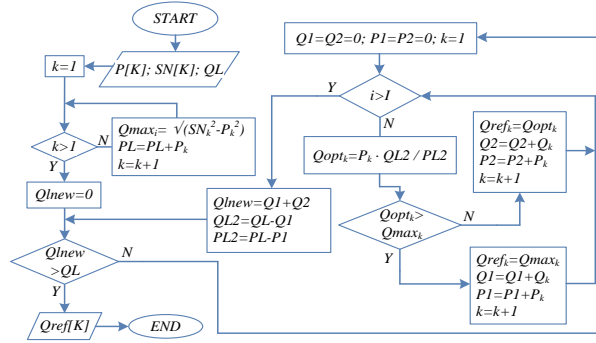 START
P[K]; SN[K]; QL
k=1
k>1
N
Y
Qmaxᵢ= √(SNₖ²-Pₖ²)
PL=PL+Pₖ
k=k+1
Qlnew=0
Qlnew
>QL
N
Y
Qref[K]
END
Q1=Q2=0; P1=P2=0; k=1
i>I
Y
N
Qoptₖ=Pₖ · QL2 / PL2
Qlnew=Q1+Q2
QL2=QL-Q1
PL2=PL-P1
Qoptₖ>
Qmaxₖ
N
Y
Qrefₖ=Qoptₖ
Q2=Q2+Qₖ
P2=P2+Pₖ
k=k+1
Qrefₖ=Qmaxₖ
Q1=Q1+Qₖ
P1=P1+Pₖ
k=k+1